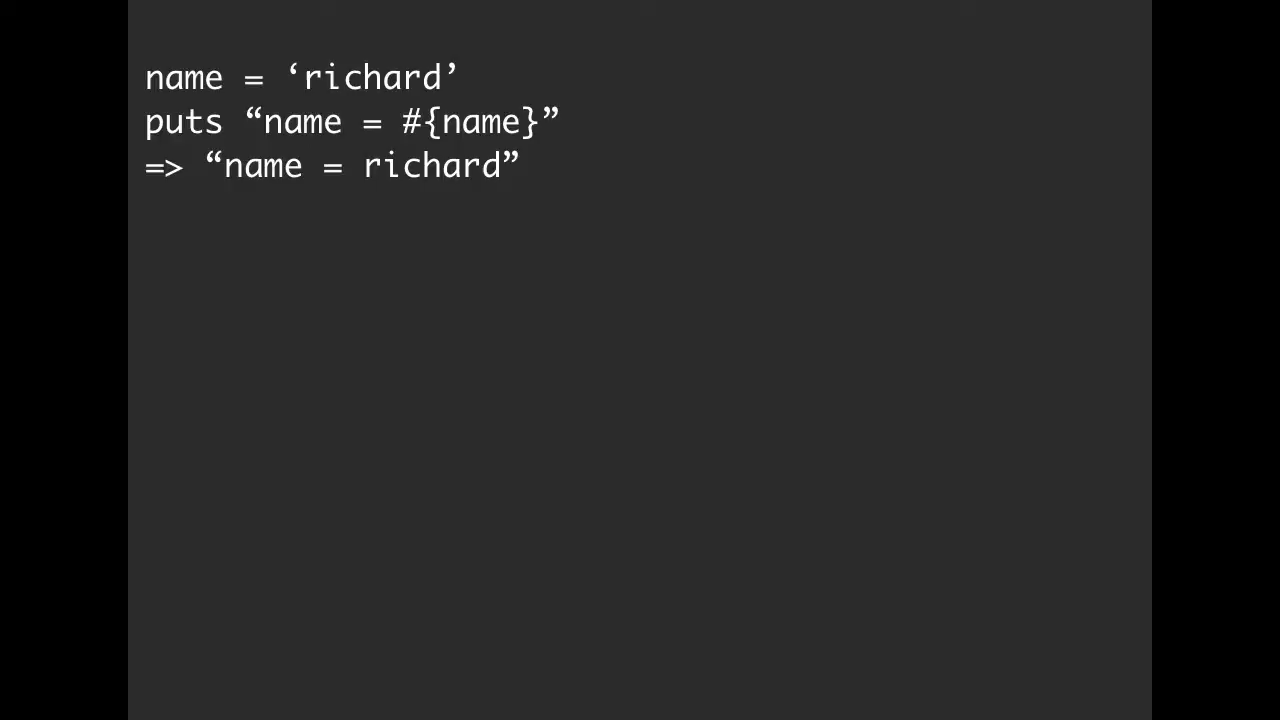 name = ‘richard’
puts “name = #{name}”
=> “name = richard”